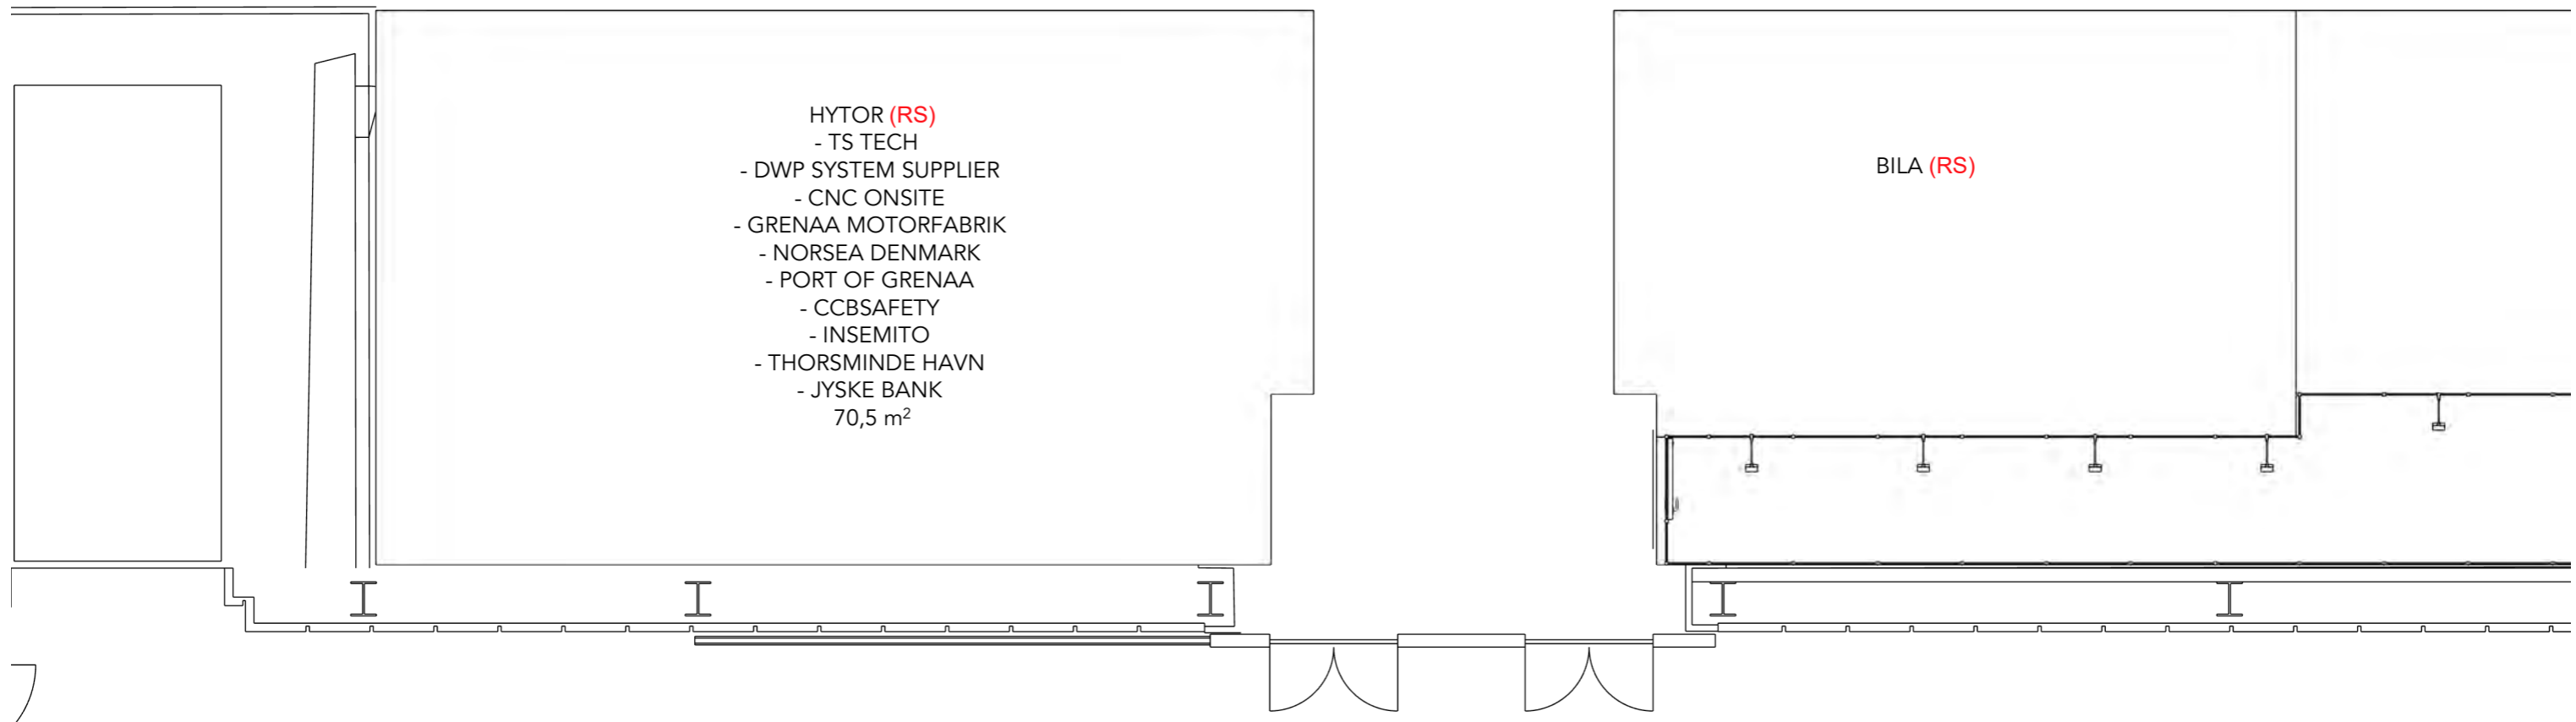 HYTOR (RS)
- TS TECH
- DWP SYSTEM SUPPLIER
- CNC ONSITE
- GRENAA MOTORFABRIK
- NORSEA DENMARK
- PORT OF GRENAA
- CCBSAFETY
- INSEMITO
- THORSMINDE HAVN
- JYSKE BANK
70,5 m²
BILA (RS)